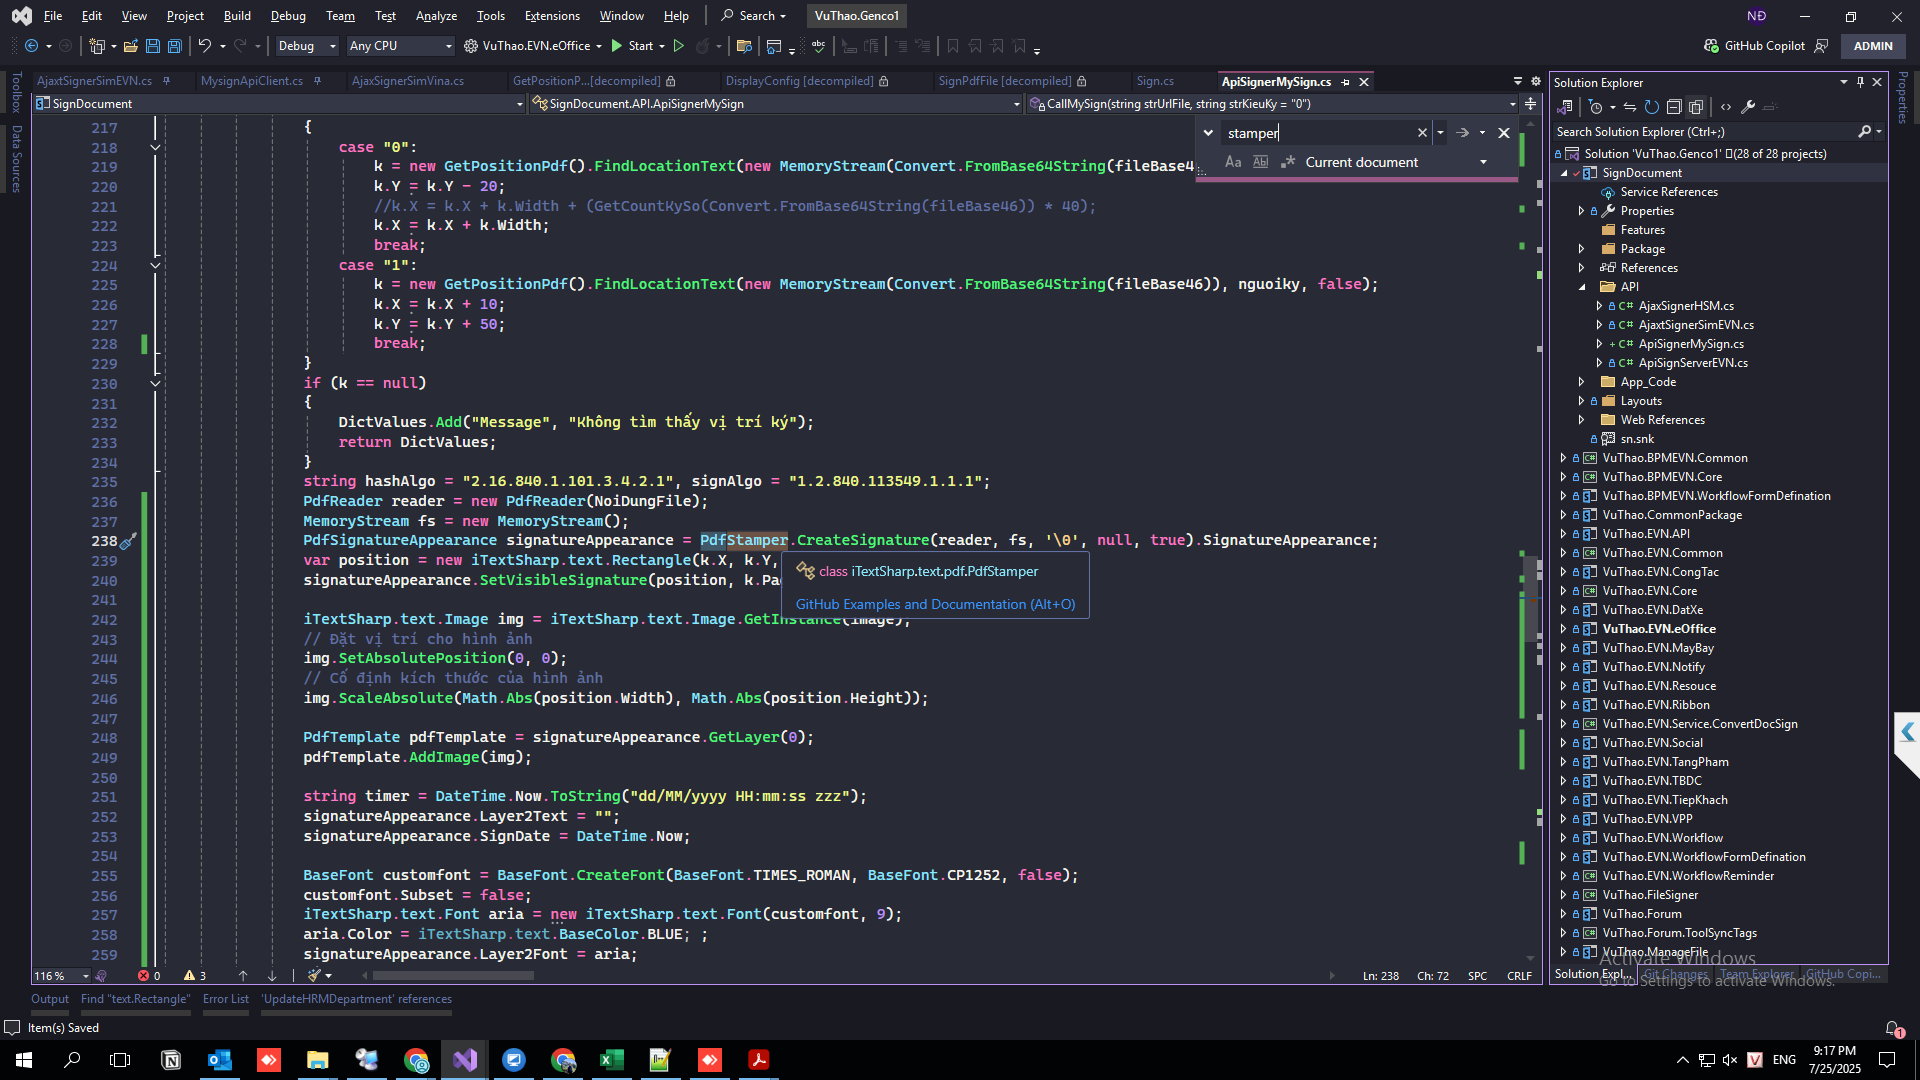 File Edit View Project Build Debug Team Test Analyze Tools Extensions Window Help Search VuThao.Genco1 NĐ
Debug Any CPU VuThao.EVN.eOffice Start GitHub Copilot ADMIN
AjaxtSignerSimEVN.cs MysignApiClient.cs AjaxSignerSimVina.cs GetPositionP...[decompiled] DisplayConfig [decompiled] SignPdfFile [decompiled] Sign.cs ApiSignerMySign.cs
SignDocument SignDocument.API.ApiSignerMySign CallMySign(string strUrlFile, string strKieuKy = "0")
Toolbox
Data Sources
stamper
Aa Current document
217 {
218 case "0":
219 k = new GetPositionPdf().FindLocationText(new MemoryStream(Convert.FromBase64String(fileBase4
220 k.Y = k.Y - 20;
221 //k.X = k.X + k.Width + (GetCountKySo(Convert.FromBase64String(fileBase46)) * 40);
222 k.X = k.X + k.Width;
223 break;
224 case "1":
225 k = new GetPositionPdf().FindLocationText(new MemoryStream(Convert.FromBase64String(fileBase46)), nguoiky, false);
226 k.X = k.X + 10;
227 k.Y = k.Y + 50;
228 break;
229 }
230 if (k == null)
231 {
232 DictValues.Add("Message", "Không tìm thấy vị trí ký");
233 return DictValues;
234 }
235 string hashAlgo = "2.16.840.1.101.3.4.2.1", signAlgo = "1.2.840.113549.1.1.1";
236 PdfReader reader = new PdfReader(NoiDungFile);
237 MemoryStream fs = new MemoryStream();
238 PdfSignatureAppearance signatureAppearance = PdfStamper.CreateSignature(reader, fs, '\0', null, true).SignatureAppearance;
239 var position = new iTextSharp.text.Rectangle(k.X, k.Y,
240 signatureAppearance.SetVisibleSignature(position, k.Pa
class iTextSharp.text.pdf.PdfStamper
GitHub Examples and Documentation (Alt+O)
241
242 iTextSharp.text.Image img = iTextSharp.text.Image.GetInstance(image);
243 // Đặt vị trí cho hình ảnh
244 img.SetAbsolutePosition(0, 0);
245 // Cố định kích thước của hình ảnh
246 img.ScaleAbsolute(Math.Abs(position.Width), Math.Abs(position.Height));
247
248 PdfTemplate pdfTemplate = signatureAppearance.GetLayer(0);
249 pdfTemplate.AddImage(img);
250
251 string timer = DateTime.Now.ToString("dd/MM/yyyy HH:mm:ss zzz");
252 signatureAppearance.Layer2Text = "";
253 signatureAppearance.SignDate = DateTime.Now;
254
255 BaseFont customfont = BaseFont.CreateFont(BaseFont.TIMES_ROMAN, BaseFont.CP1252, false);
256 customfont.Subset = false;
257 iTextSharp.text.Font aria = new iTextSharp.text.Font(customfont, 9);
258 aria.Color = iTextSharp.text.BaseColor.BLUE; ;
259 signatureAppearance.Layer2Font = aria;
116 % 0 3 Ln: 238 Ch: 72 SPC CRLF
Output Find "text.Rectangle" Error List 'UpdateHRMDepartment' references
Item(s) Saved
Solution Explorer
Search Solution Explorer (Ctrl+;)
Solution 'VuThao.Genco1' (28 of 28 projects)
SignDocument
Service References
Properties
Features
Package
References
API
C# AjaxSignerHSM.cs
C# AjaxtSignerSimEVN.cs
C# ApiSignerMySign.cs
C# ApiSignServerEVN.cs
App_Code
Layouts
Web References
sn.snk
VuThao.BPMEVN.Common
VuThao.BPMEVN.Core
VuThao.BPMEVN.WorkflowFormDefination
VuThao.CommonPackage
VuThao.EVN.API
VuThao.EVN.Common
VuThao.EVN.CongTac
VuThao.EVN.Core
VuThao.EVN.DatXe
VuThao.EVN.eOffice
VuThao.EVN.MayBay
VuThao.EVN.Notify
VuThao.EVN.Resouce
VuThao.EVN.Ribbon
VuThao.EVN.Service.ConvertDocSign
VuThao.EVN.Social
VuThao.EVN.TangPham
VuThao.EVN.TBDC
VuThao.EVN.TiepKhach
VuThao.EVN.VPP
VuThao.EVN.Workflow
VuThao.EVN.WorkflowFormDefination
VuThao.EVN.WorkflowReminder
VuThao.FileSigner
VuThao.Forum
VuThao.Forum.ToolSyncTags
VuThao.ManageFile
Solution Expl... Git Changes Team Explorer GitHub Copi...
Properties
Activate Windows
Go to Settings to activate Windows.
1
ENG
9:17 PM
7/25/2025